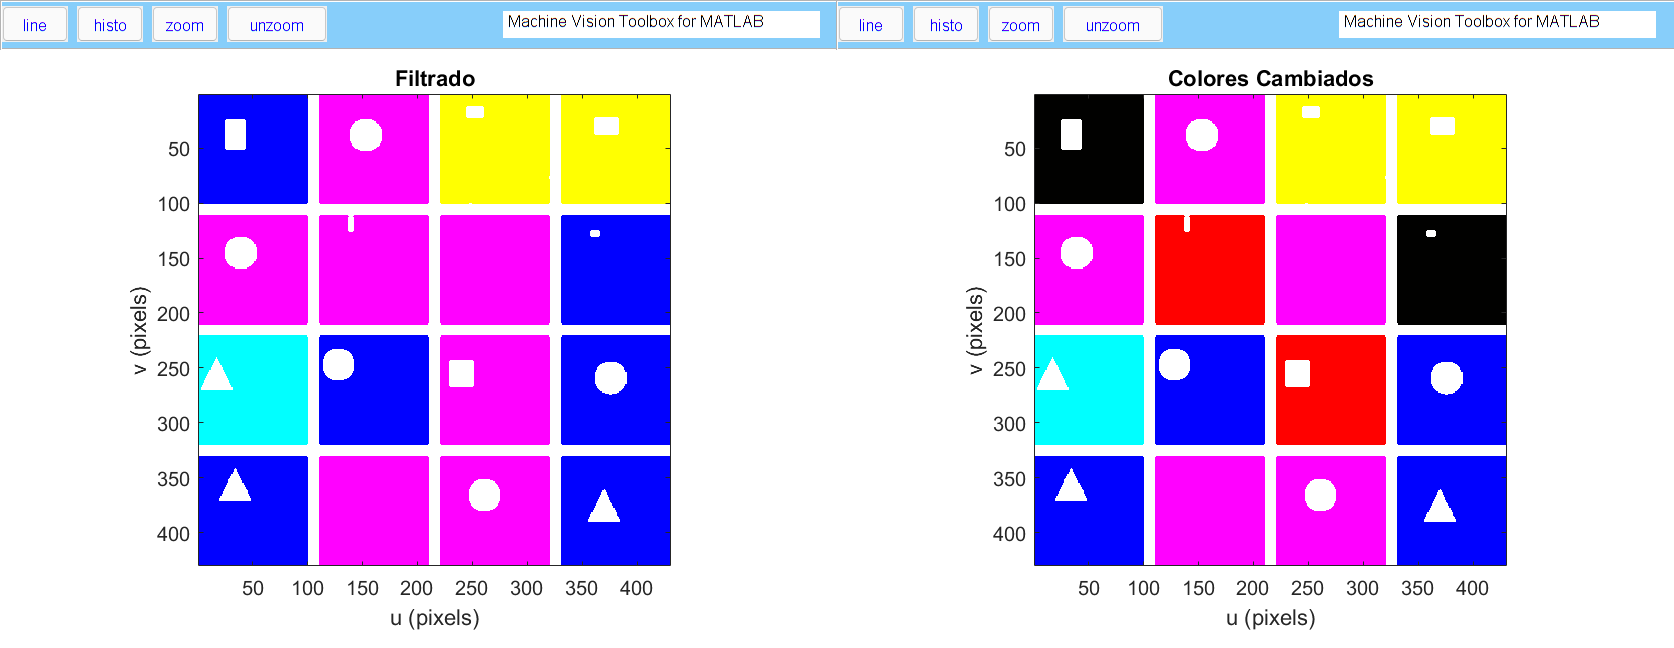 line histo zoom unzoom Machine Vision Toolbox for MATLAB
Filtrado
50
100
150
200
250
300
350
400
v (pixels)
50 100 150 200 250 300 350 400
u (pixels)
line histo zoom unzoom Machine Vision Toolbox for MATLAB
Colores Cambiados
50
100
150
200
250
300
350
400
v (pixels)
50 100 150 200 250 300 350 400
u (pixels)